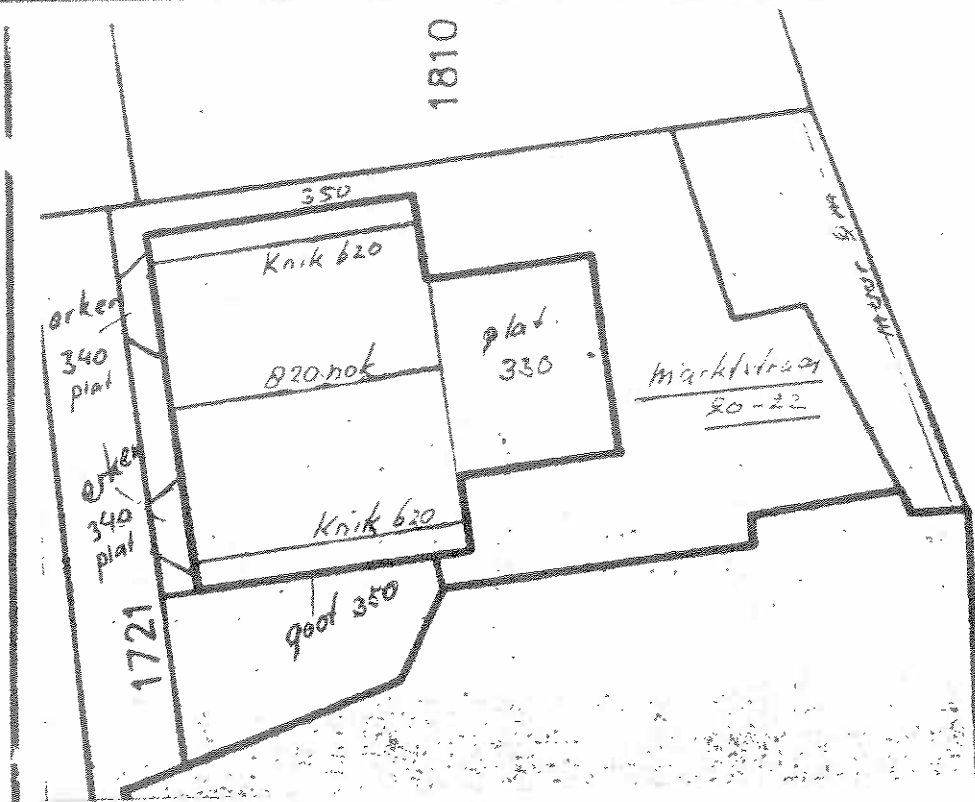 1810
350
Knik 620
erker
340
plat
820 nok
plat.
330
20-22
erker
340
plat
Knik 620
goot 350
1721